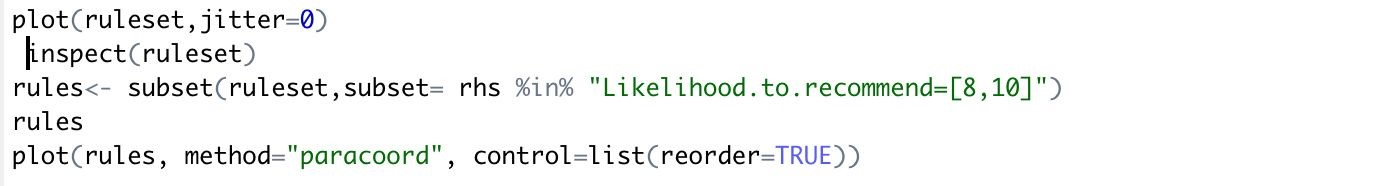 plot(ruleset,jitter=0)
inspect(ruleset)
rules<- subset(ruleset,subset= rhs %in% "Likelihood.to.recommend=[8,10]")
rules
plot(rules, method="paracoord", control=list(reorder=TRUE))